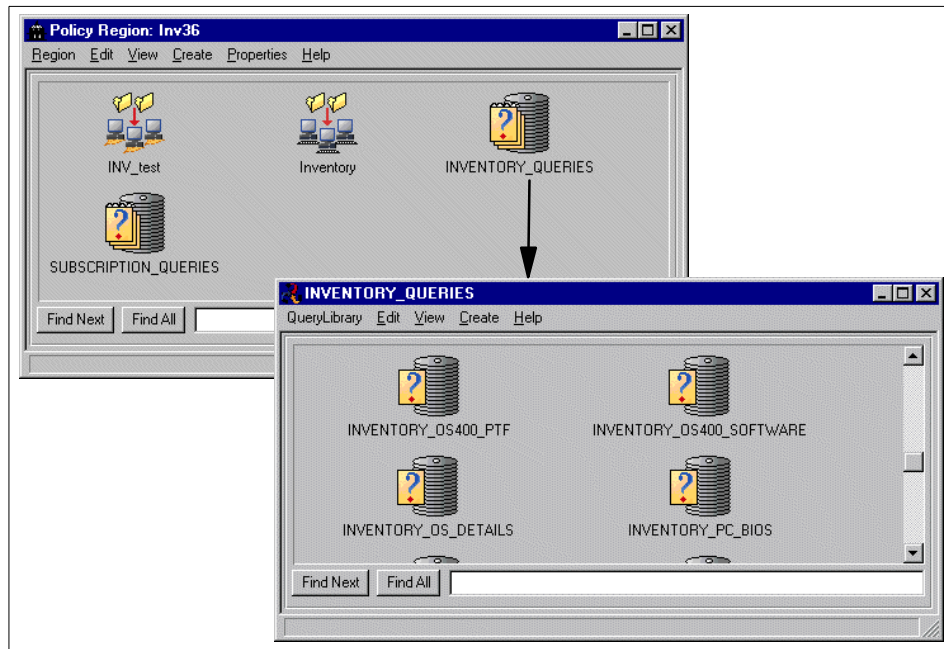 Policy Region: Inv36
Region Edit View Create Properties Help
INV_test Inventory INVENTORY_QUERIES
SUBSCRIPTION_QUERIES
Find Next Find All
INVENTORY_QUERIES
QueryLibrary Edit View Create Help
INVENTORY_OS400_PTF INVENTORY_OS400_SOFTWARE
INVENTORY_OS_DETAILS INVENTORY_PC_BIOS
Find Next Find All